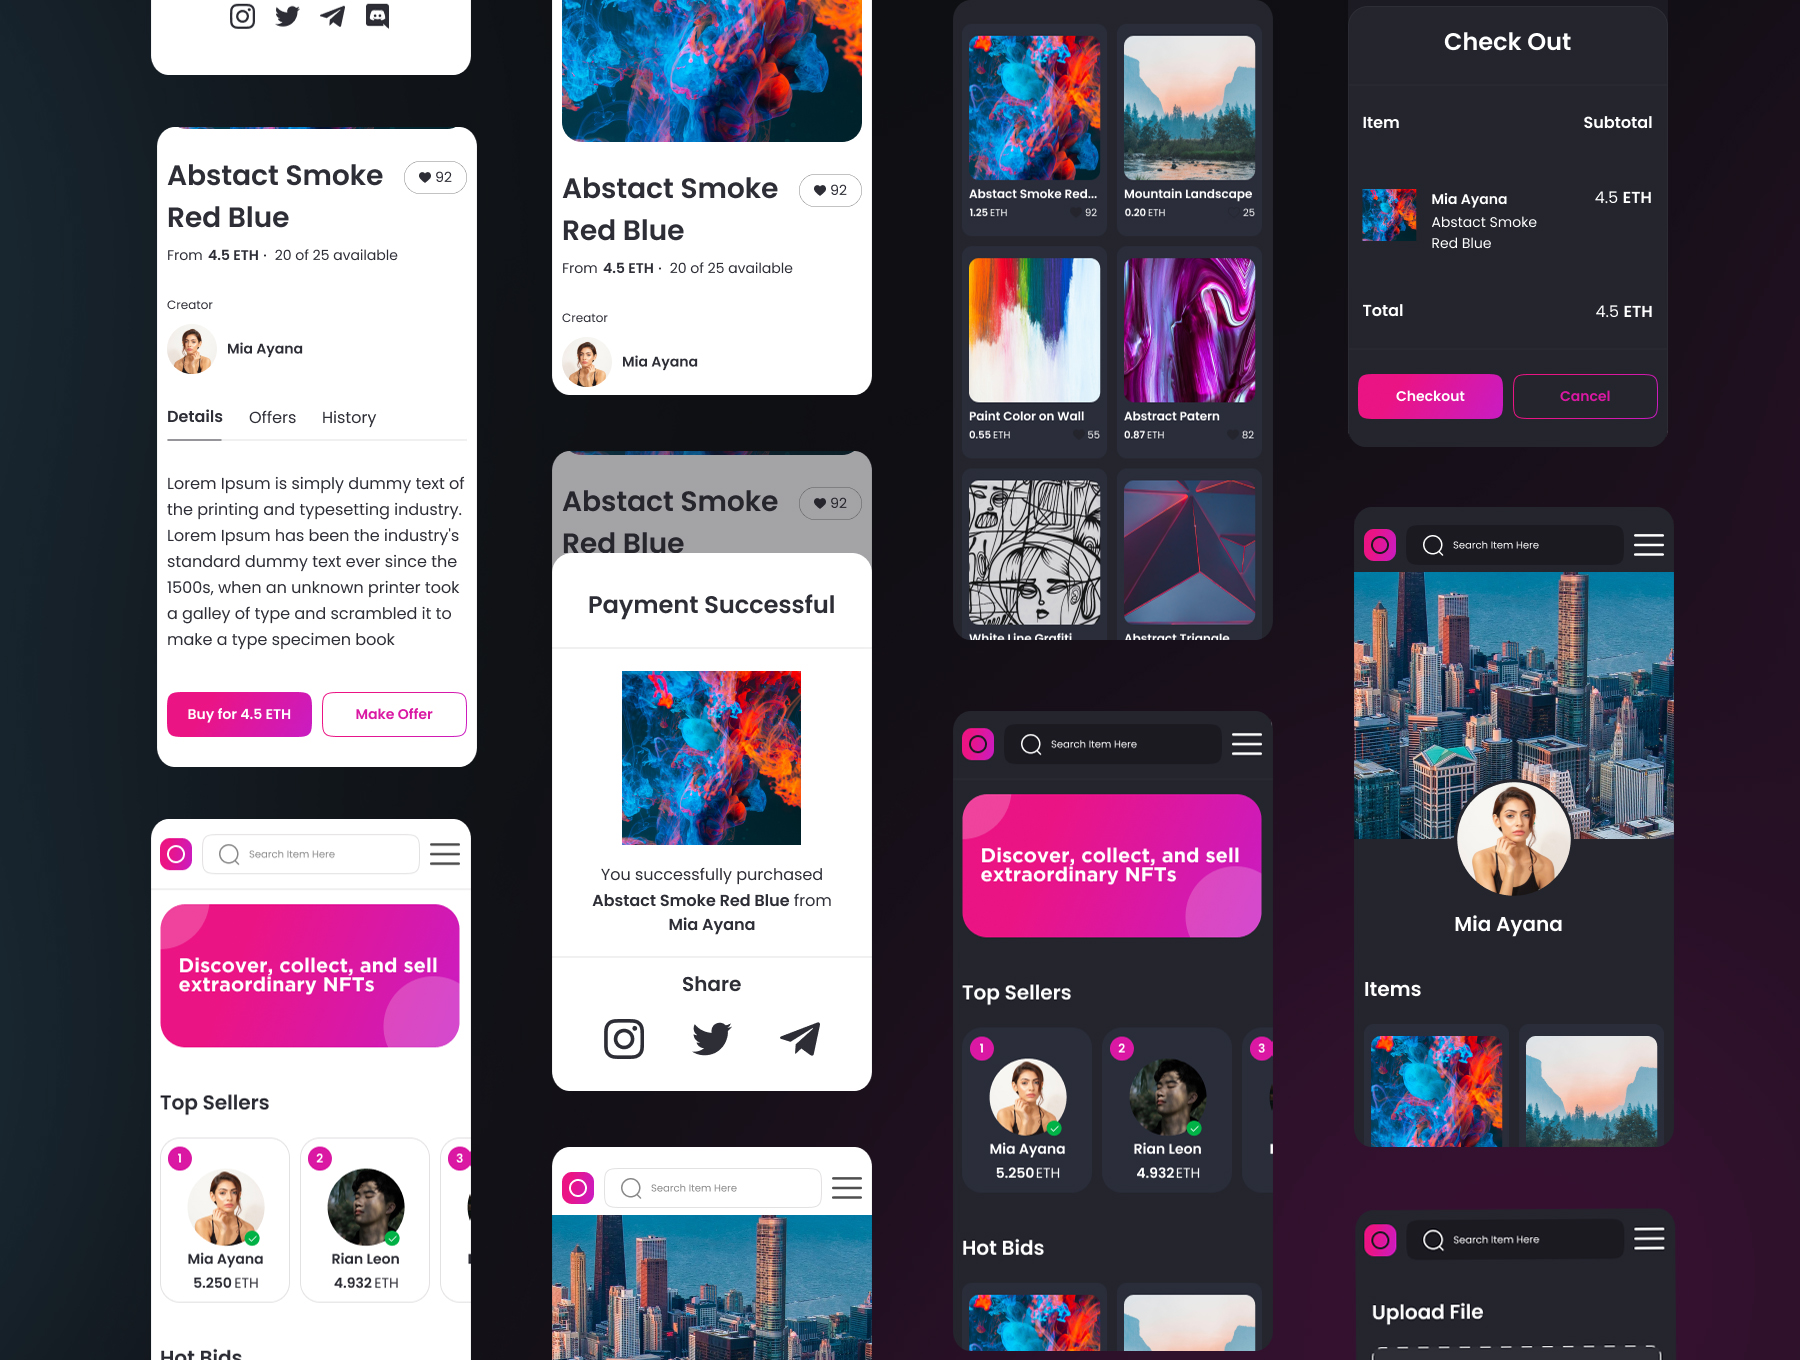 Abstact Smoke
Red Blue
92
From 4.5 ETH · 20 of 25 available
Creator
Mia Ayana
Details Offers History
Lorem Ipsum is simply dummy text of
the printing and typesetting industry.
Lorem Ipsum has been the industry's
standard dummy text ever since the
1500s, when an unknown printer took
a galley of type and scrambled it to
make a type specimen book
Buy for 4.5 ETH Make Offer
Search Item Here
Discover, collect, and sell
extraordinary NFTs
Top Sellers
1 2 3
Mia Ayana Rian Leon
5.250 ETH 4.932 ETH
Hot Bids
Abstact Smoke
Red Blue
92
From 4.5 ETH · 20 of 25 available
Creator
Mia Ayana
Abstact Smoke
Red Blue
92
Payment Successful
You successfully purchased
Abstact Smoke Red Blue from
Mia Ayana
Share
Search Item Here
Abstact Smoke Red... Mountain Landscape
1.25 ETH 92 0.20 ETH 25
Paint Color on Wall Abstract Patern
0.55 ETH 55 0.87 ETH 82
White Line Grafiti Abstract Triangle
Search Item Here
Discover, collect, and sell
extraordinary NFTs
Top Sellers
1 2 3
Mia Ayana Rian Leon
5.250 ETH 4.932 ETH
Hot Bids
Check Out
Item Subtotal
Mia Ayana 4.5 ETH
Abstact Smoke
Red Blue
Total 4.5 ETH
Checkout Cancel
Search Item Here
Mia Ayana
Items
Search Item Here
Upload File